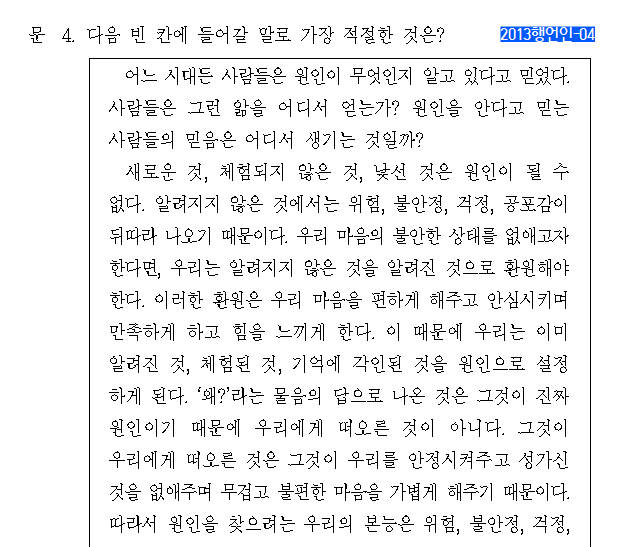 문 4. 다음 빈 칸에 들어갈 말로 가장 적절한 것은? 2013행언인-04
어느 시대든 사람들은 원인이 무엇인지 알고 있다고 믿었다.
사람들은 그런 앎을 어디서 얻는가? 원인을 안다고 믿는
사람들의 믿음은 어디서 생기는 것일까?
새로운 것, 체험되지 않은 것, 낯선 것은 원인이 될 수
없다. 알려지지 않은 것에서는 위험, 불안정, 걱정, 공포감이
뒤따라 나오기 때문이다. 우리 마음의 불안한 상태를 없애고자
한다면, 우리는 알려지지 않은 것을 알려진 것으로 환원해야
한다. 이러한 환원은 우리 마음을 편하게 해주고 안심시키며
만족하게 하고 힘을 느끼게 한다. 이 때문에 우리는 이미
알려진 것, 체험된 것, 기억에 각인된 것을 원인으로 설정
하게 된다. ‘왜?’라는 물음의 답으로 나온 것은 그것이 진짜
원인이기 때문에 우리에게 떠오른 것이 아니다. 그것이
우리에게 떠오른 것은 그것이 우리를 안정시켜주고 성가신
것을 없애주며 무겁고 불편한 마음을 가볍게 해주기 때문이다.
따라서 원인을 찾으려는 우리의 본능은 위험, 불안정, 걱정,